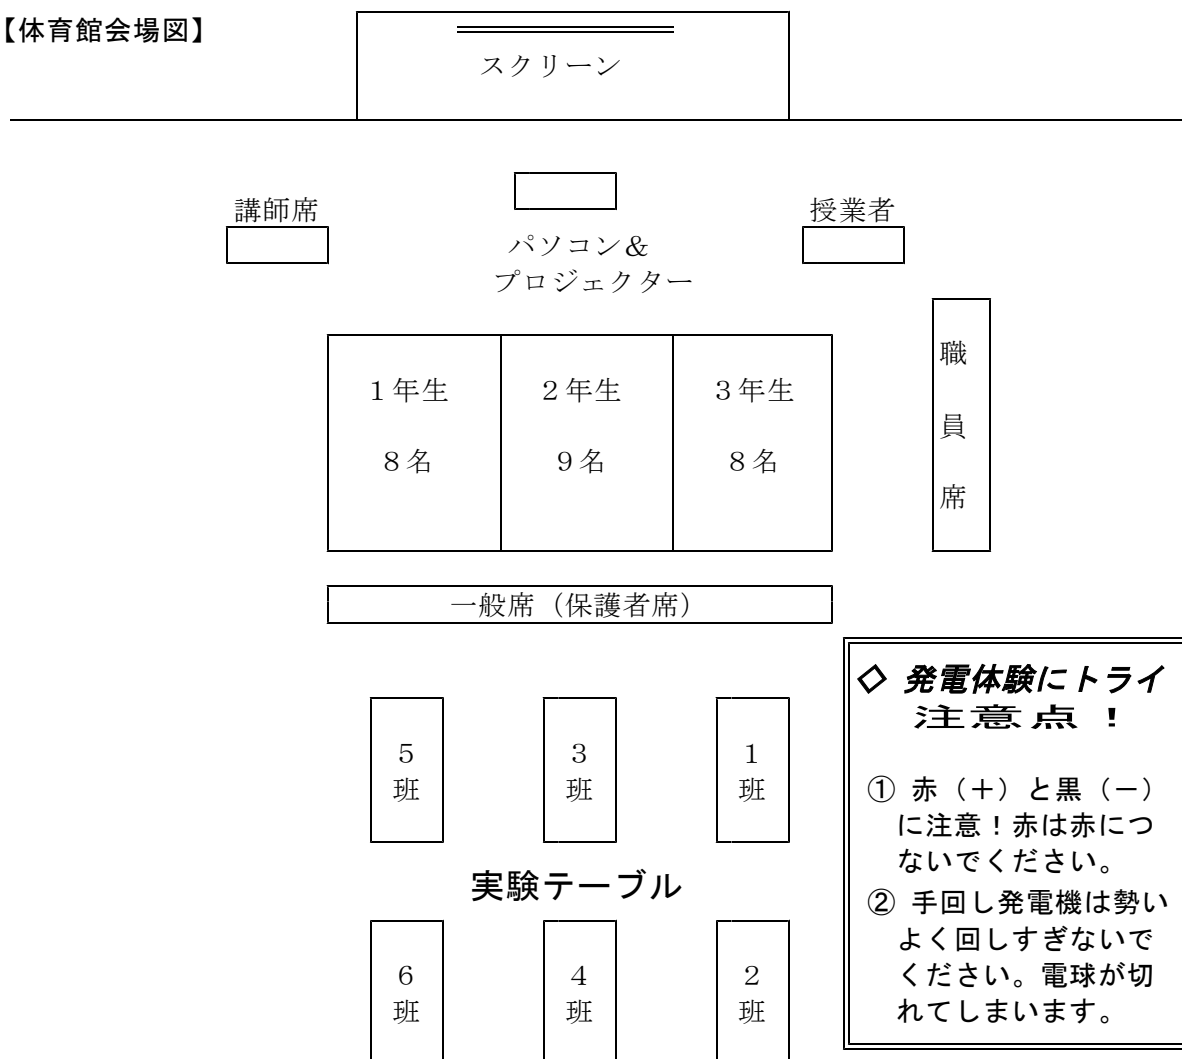 【体育館会場図】
スクリーン
講師席
授業者
パソコン＆
プロジェクター
職
員
席
１年生
２年生
３年生
８名
９名
８名
一般席（保護者席）
◇ 発電体験にトライ
注意点！
① 赤（＋）と黒（－）
に注意！赤は赤につ
ないでください。
② 手回し発電機は勢い
よく回しすぎないで
ください。電球が切
れてしまいます。
５
班
３
班
１
班
実験テーブル
６
班
４
班
２
班